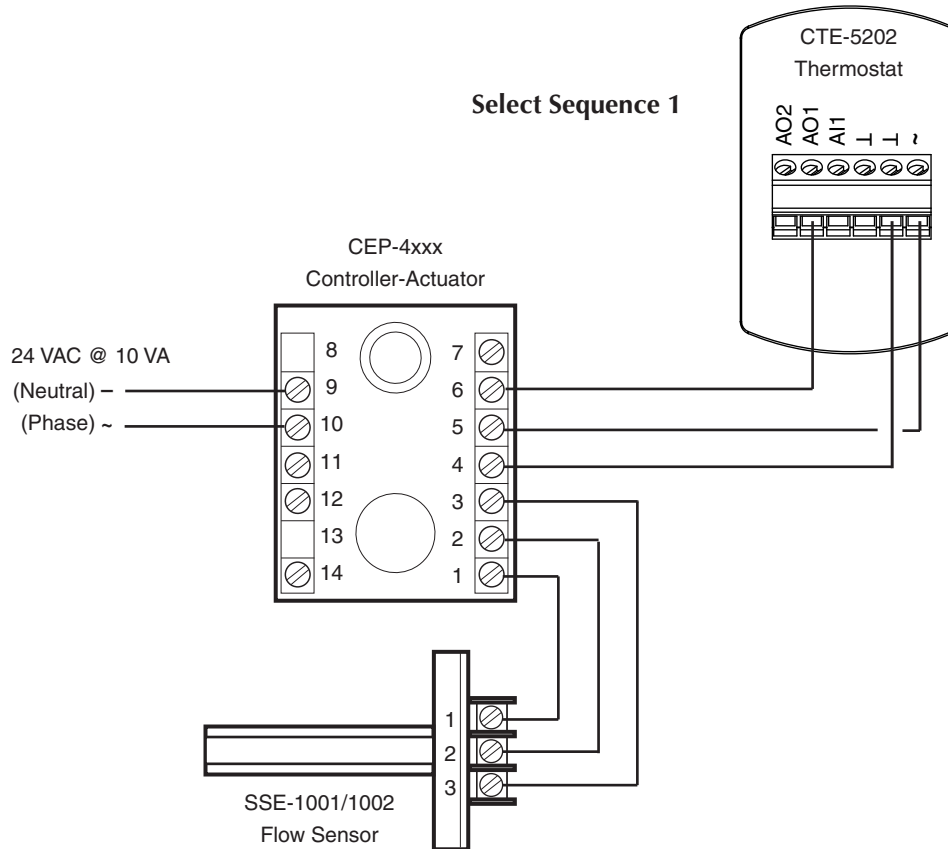 CTE-5202
Thermostat
Select Sequence 1
AO2
AO1
AI1
⊥
⊥
~
CEP-4xxx
Controller-Actuator
24 VAC @ 10 VA
(Neutral) –
(Phase) ~
8
9
10
11
12
13
14
7
6
5
4
3
2
1
1
2
3
SSE-1001/1002
Flow Sensor